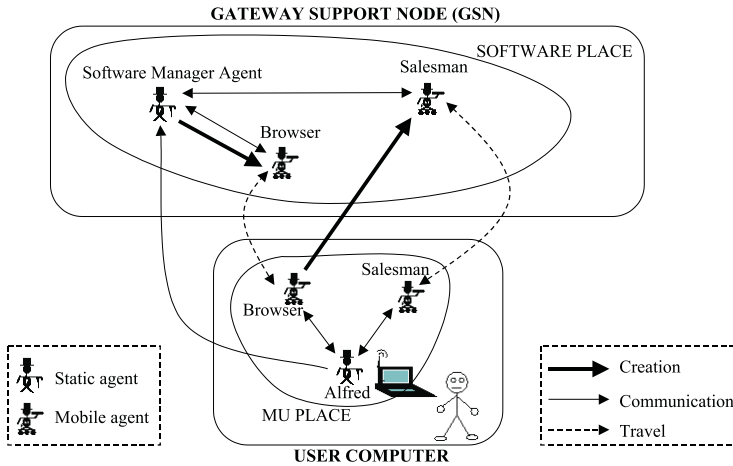 GATEWAY SUPPORT NODE (GSN)
SOFTWARE PLACE
Software Manager Agent
Salesman
Browser
Browser
Salesman
Alfred
MU PLACE
USER COMPUTER
Static agent
Mobile agent
Creation
Communication
Travel